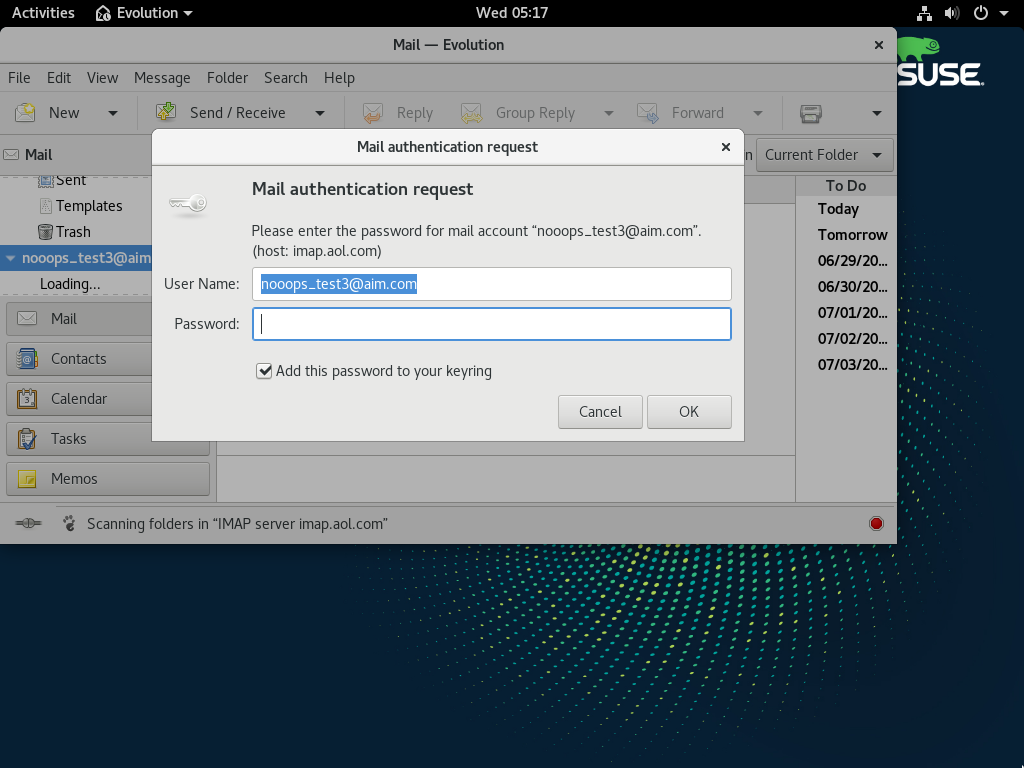 Activities Evolution Wed 05:17
Mail — Evolution
SUSE
File Edit View Message Folder Search Help
New Send / Receive Reply Group Reply Forward
Mail Current Folder
Mail authentication request
Mail authentication request
Please enter the password for mail account “nooops_test3@aim.com”.
(host: imap.aol.com)
User Name: nooops_test3@aim.com
Password:
Add this password to your keyring
Cancel OK
Sent
Templates
Trash
nooops_test3@aim
Loading...
Mail
Contacts
Calendar
Tasks
Memos
To Do
Today
Tomorrow
06/29/20...
06/30/20...
07/01/20...
07/02/20...
07/03/20...
Scanning folders in “IMAP server imap.aol.com”